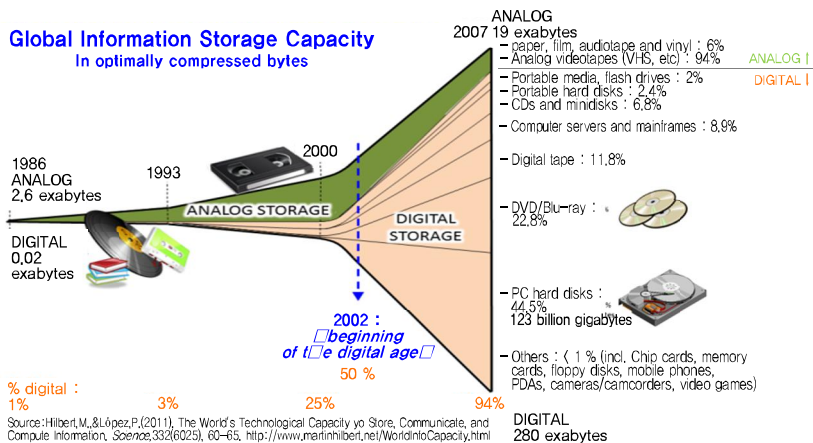 Global Information Storage Capacity
In optimally compressed bytes
ANALOG
2007 19 exabytes
paper, film, audiotape and vinyl : 6%
Analog videotapes (VHS, etc) : 94%
ANALOG ↑
DIGITAL ↓
Portable media, flash drives : 2%
Portable hard disks : 2.4%
CDs and minidisks : 6.8%
Computer servers and mainframes : 8.9%
Digital tape : 11.8%
DVD/Blu-ray :
22.8%
PC hard disks :
44.5%
123 billion gigabytes
Others : < 1 % (incl. Chip cards, memory
cards, floppy disks, mobile phones,
PDAs, cameras/camcorders, video games)
DIGITAL
280 exabytes
1986
ANALOG
2.6 exabytes
DIGITAL
0.02
exabytes
1993
2000
ANALOG STORAGE
DIGITAL
STORAGE
2002 :
□beginning
of t□e digital age□
50 %
% digital :
1%
3%
25%
94%
Source:Hilbert,M.,&López,P.(2011), The World's Technological Capacity yo Store, Communicate, and
Compute Information, Science,332(6025), 60-65, http://www.martinhilbert.net/WorldInfoCapacity.html